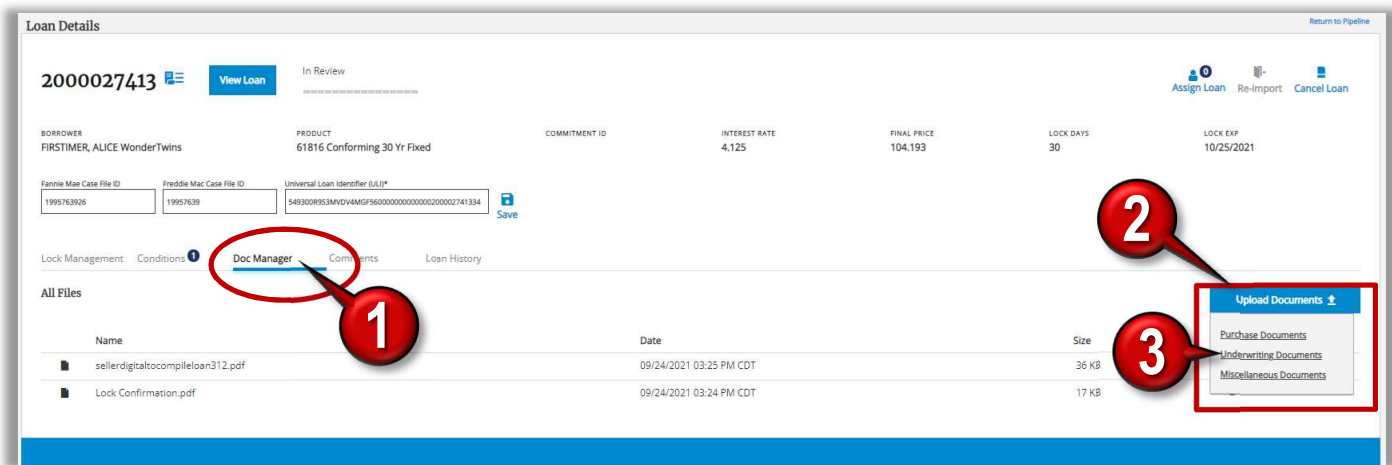 Loan Details
Return to Pipeline
2000027413
View Loan
In Review
0
Assign Loan
Re-Import
Cancel Loan
BORROWER
PRODUCT
COMMITMENT ID
INTEREST RATE
FINAL PRICE
LOCK DAYS
LOCK EXP
FIRSTIMER, ALICE WonderTwins
61816 Conforming 30 Yr Fixed
4.125
104.193
30
10/25/2021
Fannie Mae Case File ID
Freddie Mac Case File ID
Universal Loan Identifier (ULI)*
1995763926
19957639
Save
2
Lock Management
Conditions 1
Doc Manager
Comments
Loan History
All Files
Upload Documents
1
Purchase Documents
3
Underwriting Documents
Miscellaneous Documents
Name
Date
Size
sellerdigitaltocompileloan312.pdf
09/24/2021 03:25 PM CDT
36 KB
Lock Confirmation.pdf
09/24/2021 03:24 PM CDT
17 KB